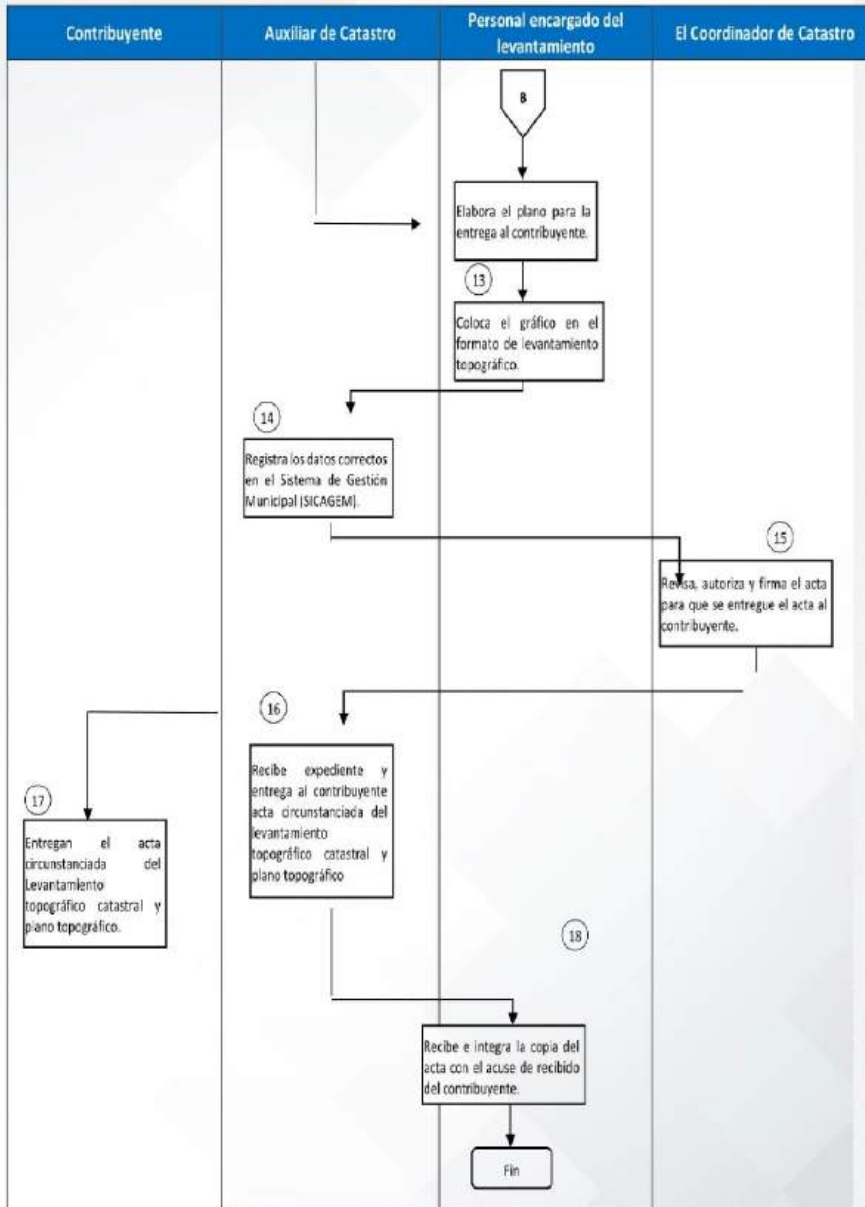 Contribuyente
Auxiliar de Catastro
Personal encargado del
levantamiento
El Coordinador de Catastro
B
Elabora el plano para la
entrega al contribuyente.
13
Coloca el gráfico en el
formato de levantamiento
topográfico.
14
Registra los datos correctos
en el Sistema de Gestión
Municipal (SICAGEM).
15
Revisa, autoriza y firma el acta
para que se entregue el acta al
contribuyente.
16
Recibe expediente y
entrega al contribuyente
acta circunstanciada del
levantamiento
topográfico catastral y
plano topográfico
17
Entregan el acta
circunstanciada del
Levantamiento
topográfico catastral y
plano topográfico.
18
Recibe e integra la copia del
acta con el acuse de recibido
del contribuyente.
Fin